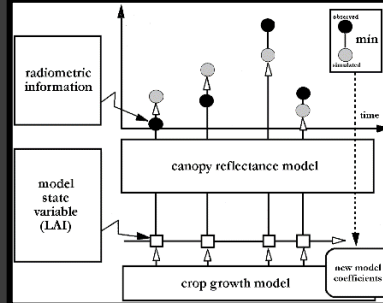 observed
min
simulated
radiometric
information
time
canopy reflectance model
model
state
variable
(LAI)
new model
coefficients
crop growth model